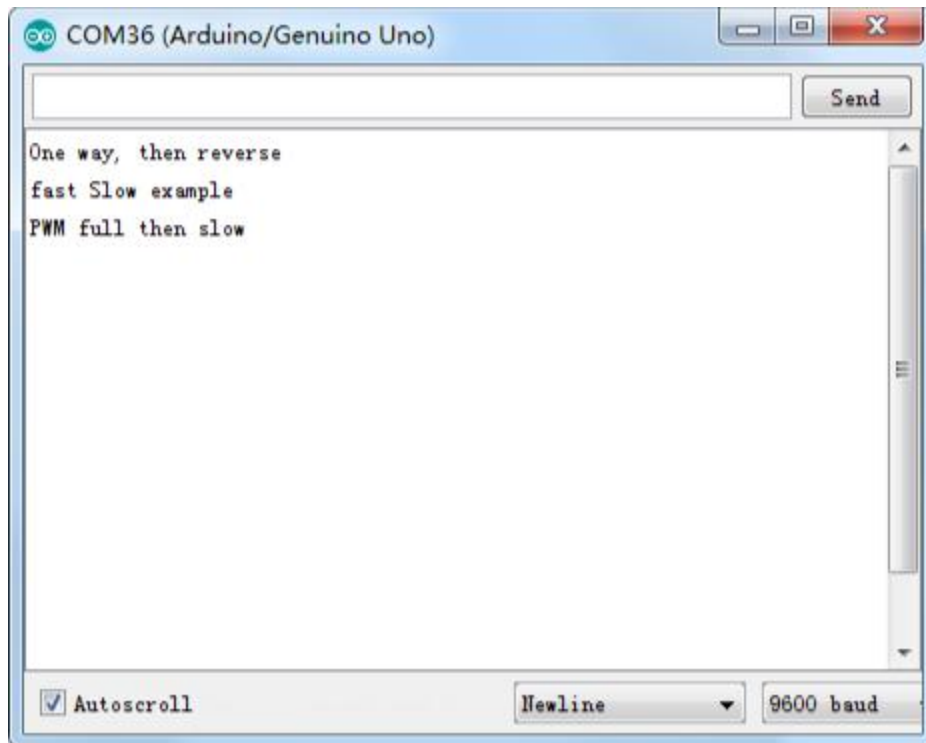 COM36 (Arduino/Genuino Uno)
Send
One way, then reverse
fast Slow example
PWM full then slow
Autoscroll
Newline
9600 baud